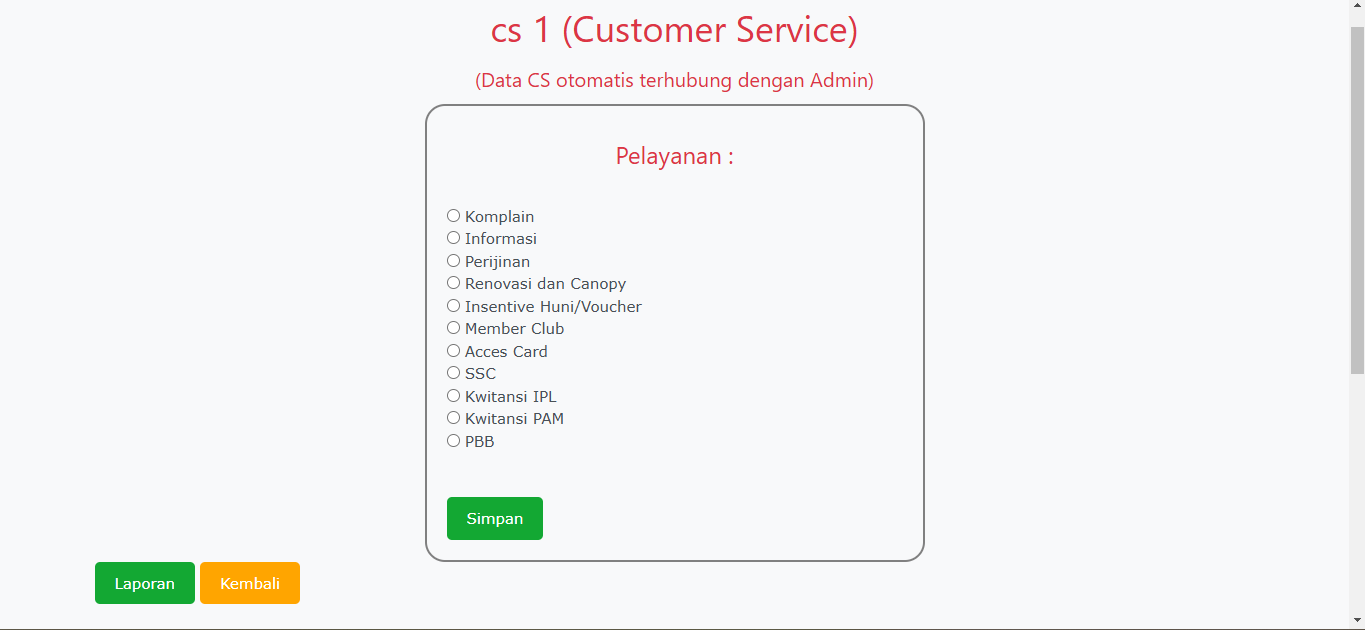 cs 1 (Customer Service)
(Data CS otomatis terhubung dengan Admin)
Pelayanan :
Komplain
Informasi
Perijinan
Renovasi dan Canopy
Insentive Huni/Voucher
Member Club
Acces Card
SSC
Kwitansi IPL
Kwitansi PAM
PBB
Simpan
Laporan Kembali